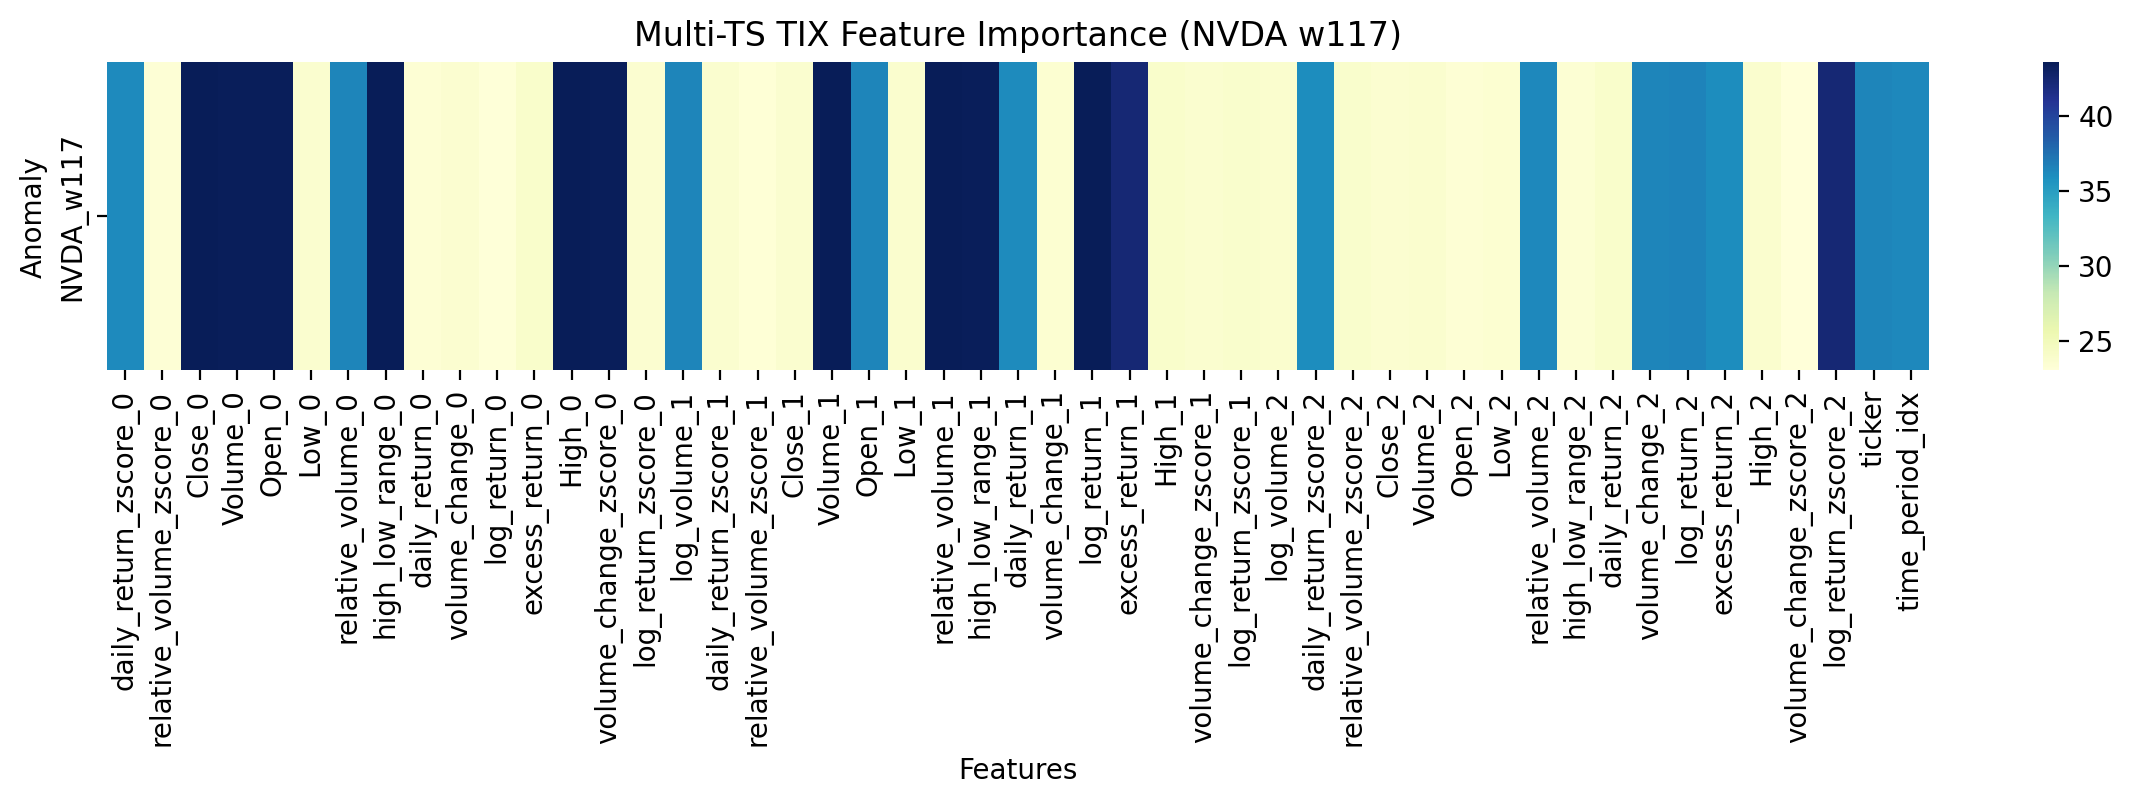 Multi-TS TIX Feature Importance (NVDA w117)
Anomaly
NVDA_w117
40
35
30
25
daily_return_zscore_0
relative_volume_zscore_0
Close_0
Volume_0
Open_0
Low_0
relative_volume_0
high_low_range_0
daily_return_0
volume_change_0
log_return_0
excess_return_0
High_0
volume_change_zscore_0
log_return_zscore_0
log_volume_1
daily_return_zscore_1
relative_volume_zscore_1
Close_1
Volume_1
Open_1
Low_1
relative_volume_1
high_low_range_1
daily_return_1
volume_change_1
log_return_1
excess_return_1
High_1
volume_change_zscore_1
log_return_zscore_1
log_volume_2
daily_return_zscore_2
relative_volume_zscore_2
Close_2
Volume_2
Open_2
Low_2
relative_volume_2
high_low_range_2
daily_return_2
volume_change_2
log_return_2
excess_return_2
High_2
volume_change_zscore_2
log_return_zscore_2
ticker
time_period_idx
Features